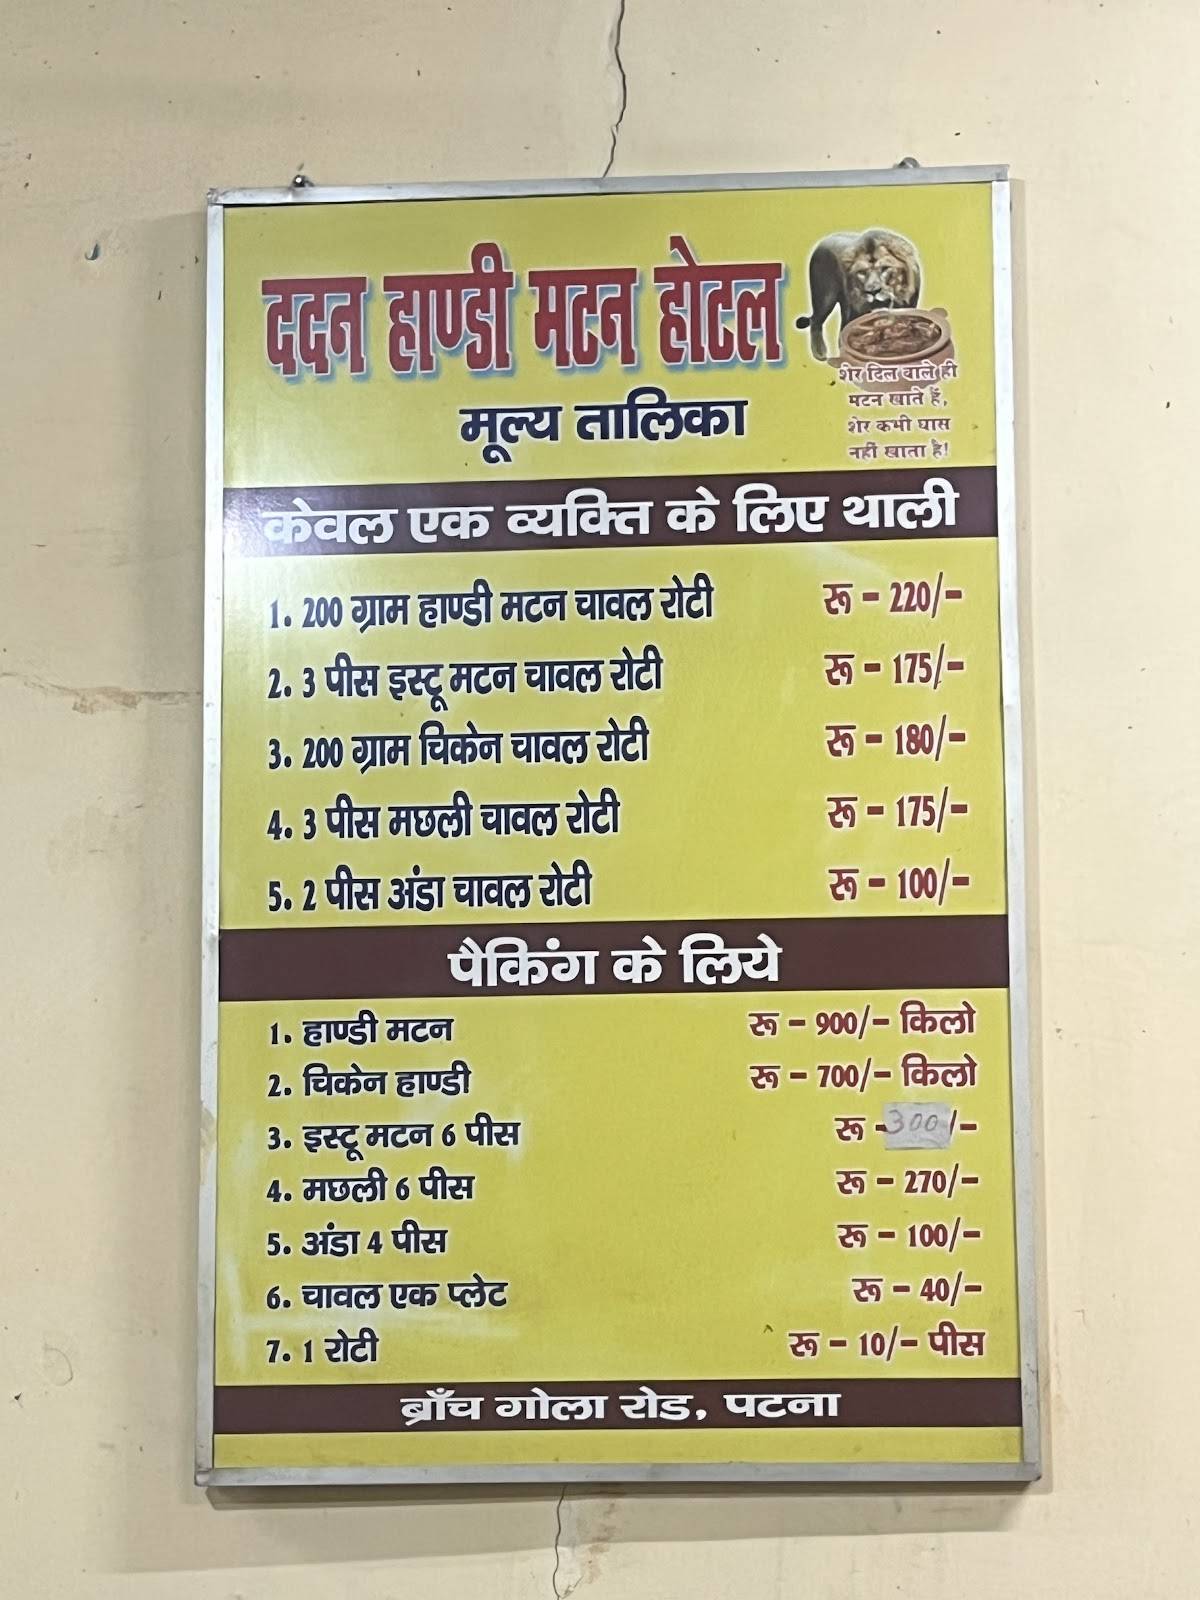 ददन हाण्डी मटन होटल
मूल्य तालिका
शेर दिल वाले ही
मटन खाते हैं,
शेर कभी घास
नहीं खाता है!
केवल एक व्यक्ति के लिए थाली
1. 200 ग्राम हाण्डी मटन चावल रोटी रू - 220/-
2. 3 पीस इस्टू मटन चावल रोटी रू - 175/-
3. 200 ग्राम चिकेन चावल रोटी रू - 180/-
4. 3 पीस मछली चावल रोटी रू - 175/-
5. 2 पीस अंडा चावल रोटी रू - 100/-
पैकिंग के लिये
1. हाण्डी मटन रू - 900/- किलो
2. चिकेन हाण्डी रू - 700/- किलो
3. इस्टू मटन 6 पीस रू - 300/-
4. मछली 6 पीस रू - 270/-
5. अंडा 4 पीस रू - 100/-
6. चावल एक प्लेट रू - 40/-
7. 1 रोटी रू - 10/- पीस
ब्राँच गोला रोड, पटना